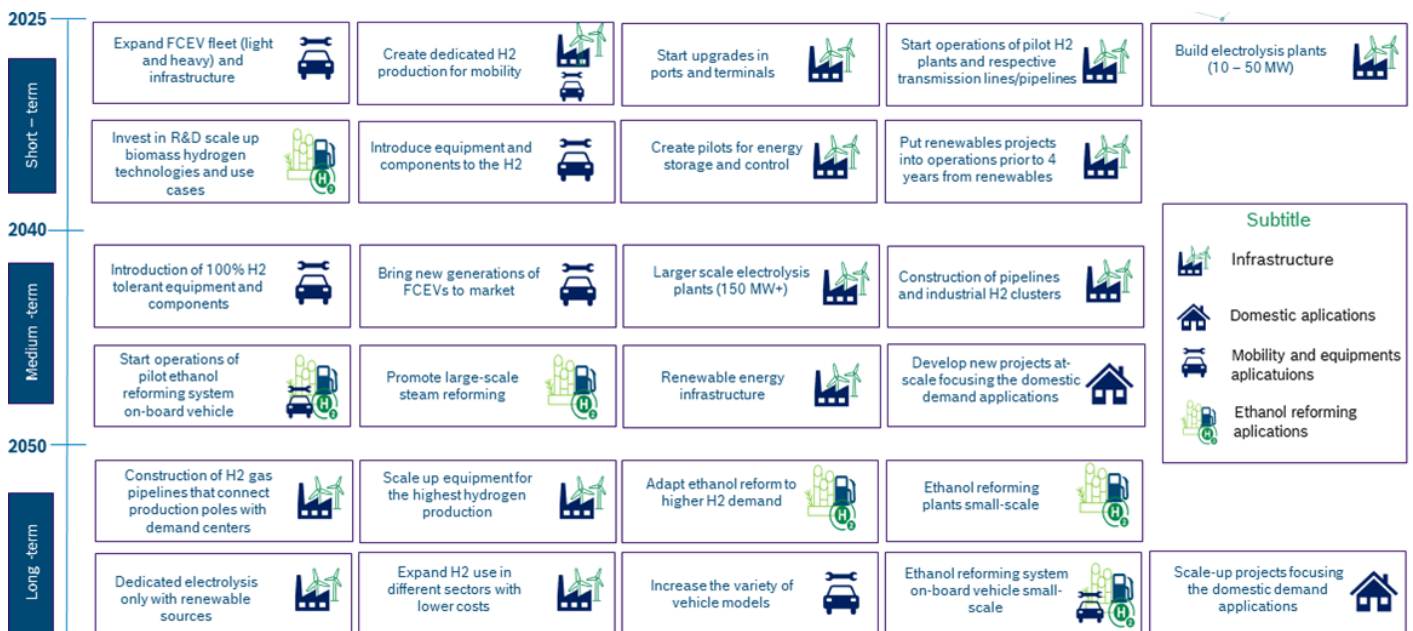 2025
Short – term
Expand FCEV fleet (light
and heavy) and
infrastructure
Create dedicated H2
production for mobility
Start upgrades in
ports and terminals
Start operations of pilot H2
plants and respective
transmission lines/pipelines
Build electrolysis plants
(10 – 50 MW)
Invest in R&D scale up
biomass hydrogen
technologies and use
cases
H2
Introduce equipment and
components to the H2
Create pilots for energy
storage and control
Put renewables projects
into operations prior to 4
years from renewables
2040
Medium -term
Introduction of 100% H2
tolerant equipment and
components
Bring new generations of
FCEVs to market
Larger scale electrolysis
plants (150 MW+)
Construction of pipelines
and industrial H2 clusters
Start operations of
pilot ethanol
reforming system
on-board vehicle
H2
Promote large-scale
steam reforming
H2
Renewable energy
infrastructure
Develop new projects at-
scale focusing the domestic
demand applications
2050
Long -term
Construction of H2 gas
pipelines that connect
production poles with
demand centers
Scale up equipment for
the highest hydrogen
production
Adapt ethanol reform to
higher H2 demand
H2
Ethanol reforming
plants small-scale
H2
Dedicated electrolysis
only with renewable
sources
Expand H2 use in
different sectors with
lower costs
Increase the variety of
vehicle models
Ethanol reforming system
on-board vehicle small-
scale
H2
Scale-up projects focusing
the domestic demand
applications
Subtitle
Infrastructure
Domestic aplications
Mobility and equipments
aplicatuions
Ethanol reforming
aplications
H2